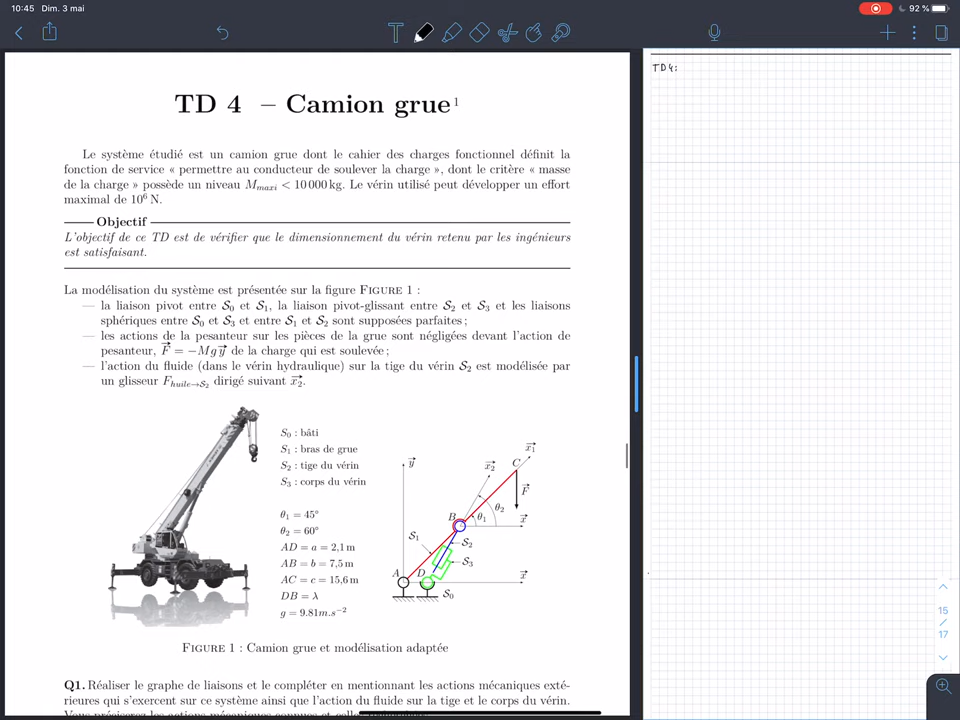 10:45 Dim. 3 mai
92 %
TD 4 – Camion grue 1
TD4:
Le système étudié est un camion grue dont le cahier des charges fonctionnel définit la
fonction de service « permettre au conducteur de soulever la charge », dont le critère « masse
de la charge » possède un niveau Mmaxi < 10 000 kg. Le vérin utilisé peut développer un effort
maximal de 10⁶ N.
Objectif
L'objectif de ce TD est de vérifier que le dimensionnement du vérin retenu par les ingénieurs
est satisfaisant.
La modélisation du système est présentée sur la figure FIGURE 1 :
— la liaison pivot entre S0 et S1, la liaison pivot-glissant entre S2 et S3 et les liaisons
sphériques entre S0 et S3 et entre S1 et S2 sont supposées parfaites ;
— les actions de la pesanteur sur les pièces de la grue sont négligées devant l'action de
pesanteur, F⃗ = −Mgy⃗ de la charge qui est soulevée ;
— l'action du fluide (dans le vérin hydraulique) sur la tige du vérin S2 est modélisée par
un glisseur Fhuile→S2 dirigé suivant x2⃗.
S0 : bâti
S1 : bras de grue
S2 : tige du vérin
S3 : corps du vérin
θ1 = 45°
θ2 = 60°
AD = a = 2,1 m
AB = b = 7,5 m
AC = c = 15,6 m
DB = λ
g = 9.81m.s⁻²
y⃗
x1⃗
x2⃗
C
F⃗
θ2
B
θ1
x⃗
S1
S2
S3
A
D
x⃗
S0
FIGURE 1 : Camion grue et modélisation adaptée
Q1. Réaliser le graphe de liaisons et le compléter en mentionnant les actions mécaniques exté-
rieures qui s'exercent sur ce système ainsi que l'action du fluide sur la tige et le corps du vérin.
15
/
17